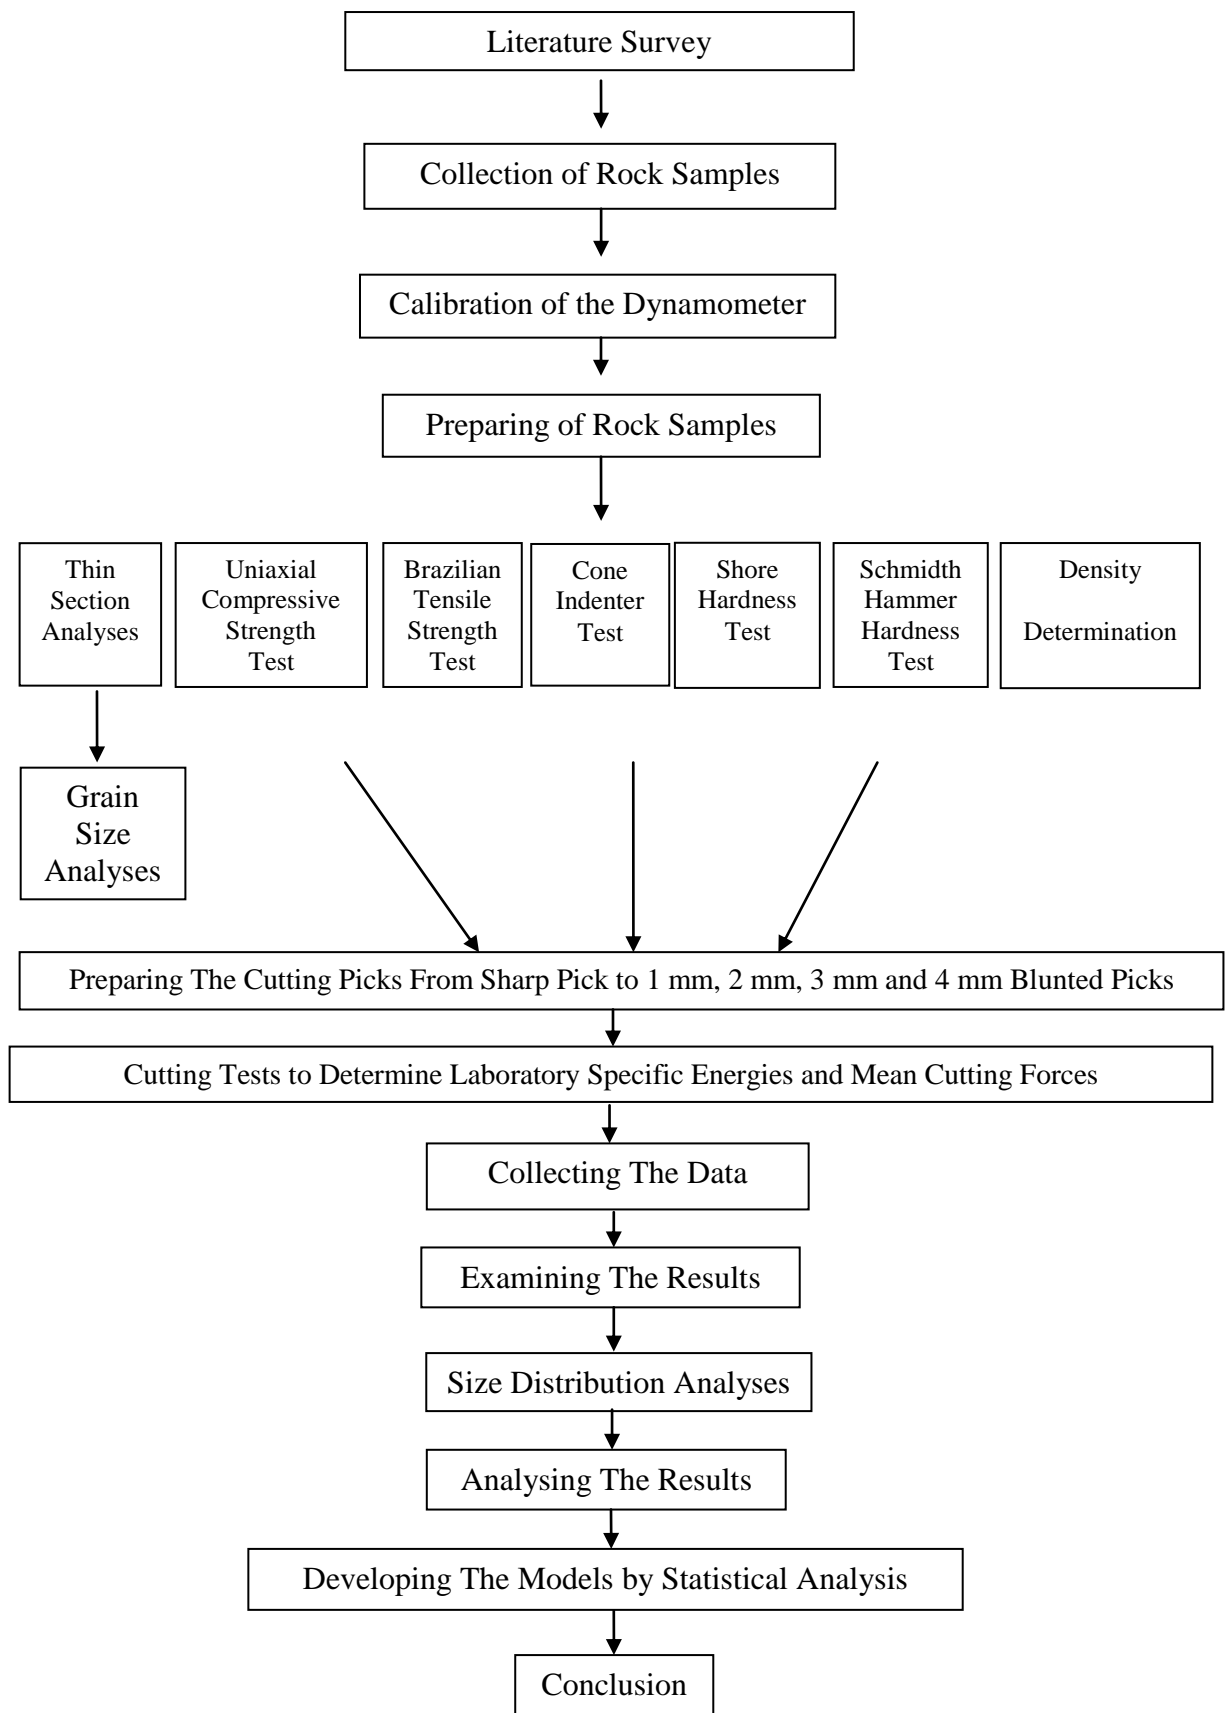 Literature Survey
Collection of Rock Samples
Calibration of the Dynamometer
Preparing of Rock Samples
Thin
Section
Analyses
Uniaxial
Compressive
Strength
Test
Brazilian
Tensile
Strength
Test
Cone
Indenter
Test
Shore
Hardness
Test
Schmidth
Hammer
Hardness
Test
Density
Determination
Grain
Size
Analyses
Preparing The Cutting Picks From Sharp Pick to 1 mm, 2 mm, 3 mm and 4 mm Blunted Picks
Cutting Tests to Determine Laboratory Specific Energies and Mean Cutting Forces
Collecting The Data
Examining The Results
Size Distribution Analyses
Analysing The Results
Developing The Models by Statistical Analysis
Conclusion